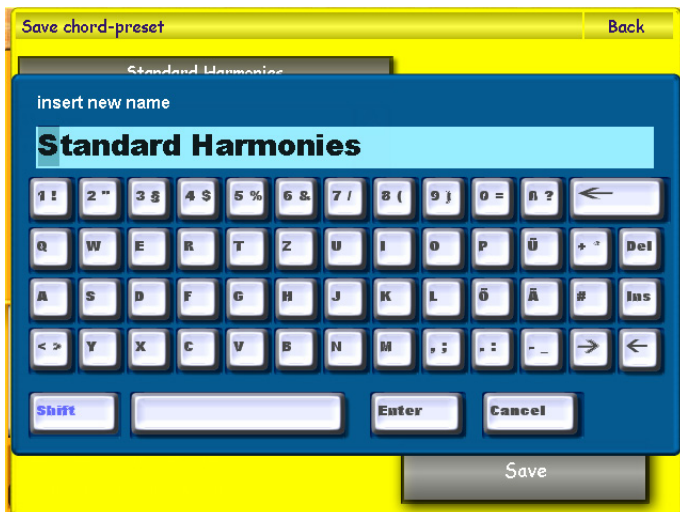 Save chord-preset Back
Standard Harmonies
insert new name
Standard Harmonies
1 ! 2 " 3 § 4 $ 5 % 6 & 7 / 8 ( 9 ) 0 = ß ? ←
Q W E R T Z U I O P Ü + * Del
A S D F G H J K L Ö Ä # Ins
< > Y X C V B N M , ; . : - _ → ←
Shift Enter Cancel
Save